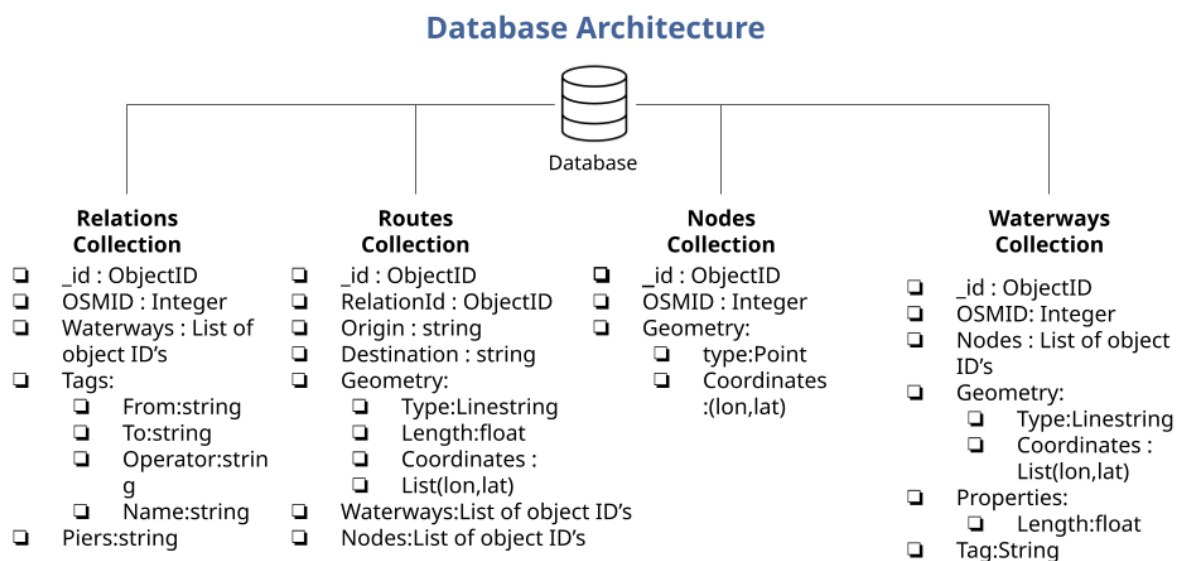 Database Architecture
Database
Relations
Collection
_id : ObjectID
OSMID : Integer
Waterways : List of
object ID’s
Tags:
From:string
To:string
Operator:strin
g
Name:string
Piers:string
Routes
Collection
_id : ObjectID
RelationId : ObjectID
Origin : string
Destination : string
Geometry:
Type:Linestring
Length:float
Coordinates :
List(lon,lat)
Waterways:List of object ID’s
Nodes:List of object ID’s
Nodes
Collection
_id : ObjectID
OSMID : Integer
Geometry:
type:Point
Coordinates
:(lon,lat)
Waterways
Collection
_id : ObjectID
OSMID: Integer
Nodes : List of object
ID’s
Geometry:
Type:Linestring
Coordinates :
List(lon,lat)
Properties:
Length:float
Tag:String